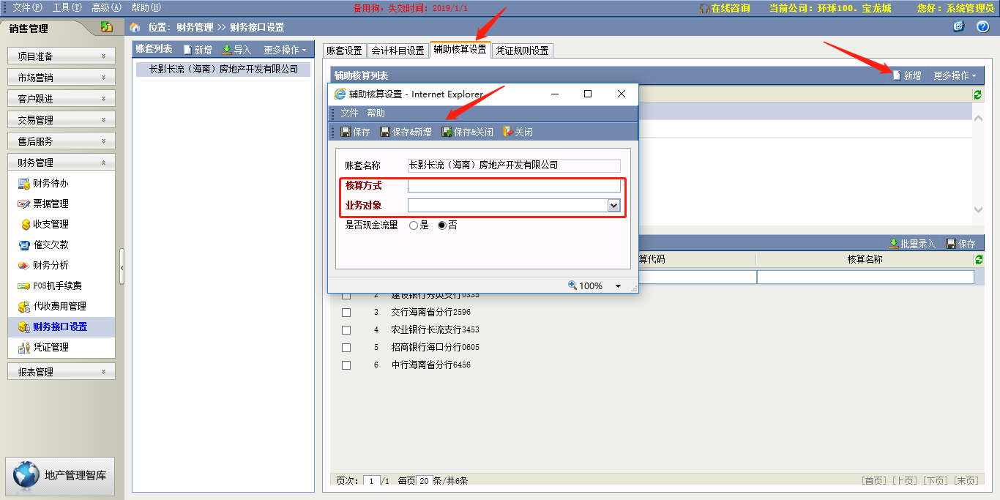 文件(F) 工具(T) 高级(A) 帮助(H) 备用狗，失效时间：2019/1/1 在线咨询 当前公司：环球100．宝龙城 您好：系统管理员
销售管理
位置：财务管理 >> 财务接口设置
项目准备
市场营销
客户跟进
交易管理
售后服务
财务管理
财务待办
票据管理
收支管理
催交欠款
财务分析
POS机手续费
代收费用管理
财务接口设置
凭证管理
报表管理
地产管理智库
账套列表 新增 导入 更多操作
长影长流（海南）房地产开发有限公司
账套设置 会计科目设置 辅助核算设置 凭证规则设置
辅助核算列表 新增 更多操作
辅助核算设置 - Internet Explorer
文件 帮助
保存 保存&新增 保存&关闭 关闭
账套名称 长影长流（海南）房地产开发有限公司
核算方式
业务对象
是否现金流量 是 否
100%
批量录入 保存
算代码 核算名称
2 建设银行秀英支行0335
3 交行海南省分行2596
4 农业银行长流支行3453
5 招商银行海口分行0605
6 中行海南省分行6456
页次： 1 /1 每页 20 条/共6条 [首页] [上页] [下页] [末页]